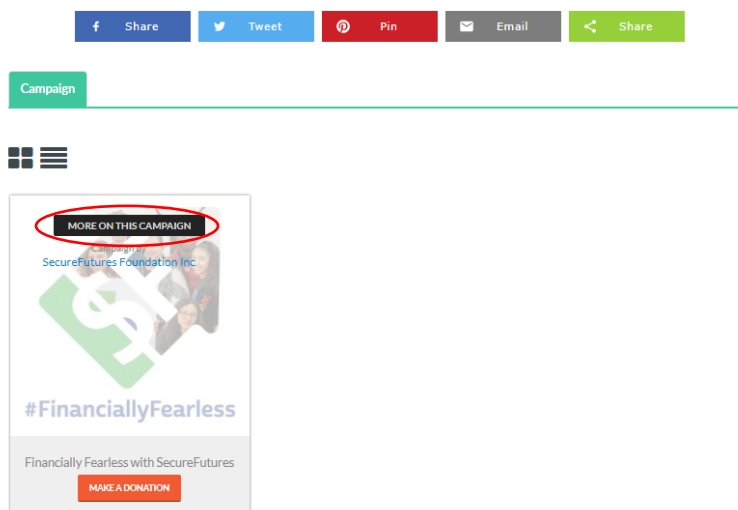 Share Tweet Pin Email Share
Campaign
MORE ON THIS CAMPAIGN
Campaign by
SecureFutures Foundation Inc
#FinanciallyFearless
Financially Fearless with SecureFutures
MAKE A DONATION